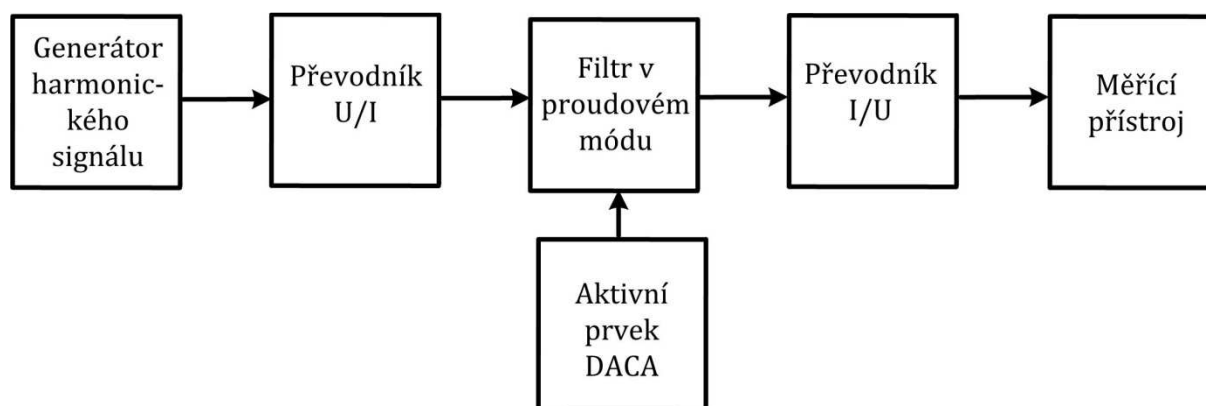 Generátor
harmonic-
kého
signálu
Převodník
U/I
Filtr v
proudovém
módu
Převodník
I/U
Měřící
přístroj
Aktivní
prvek
DACA